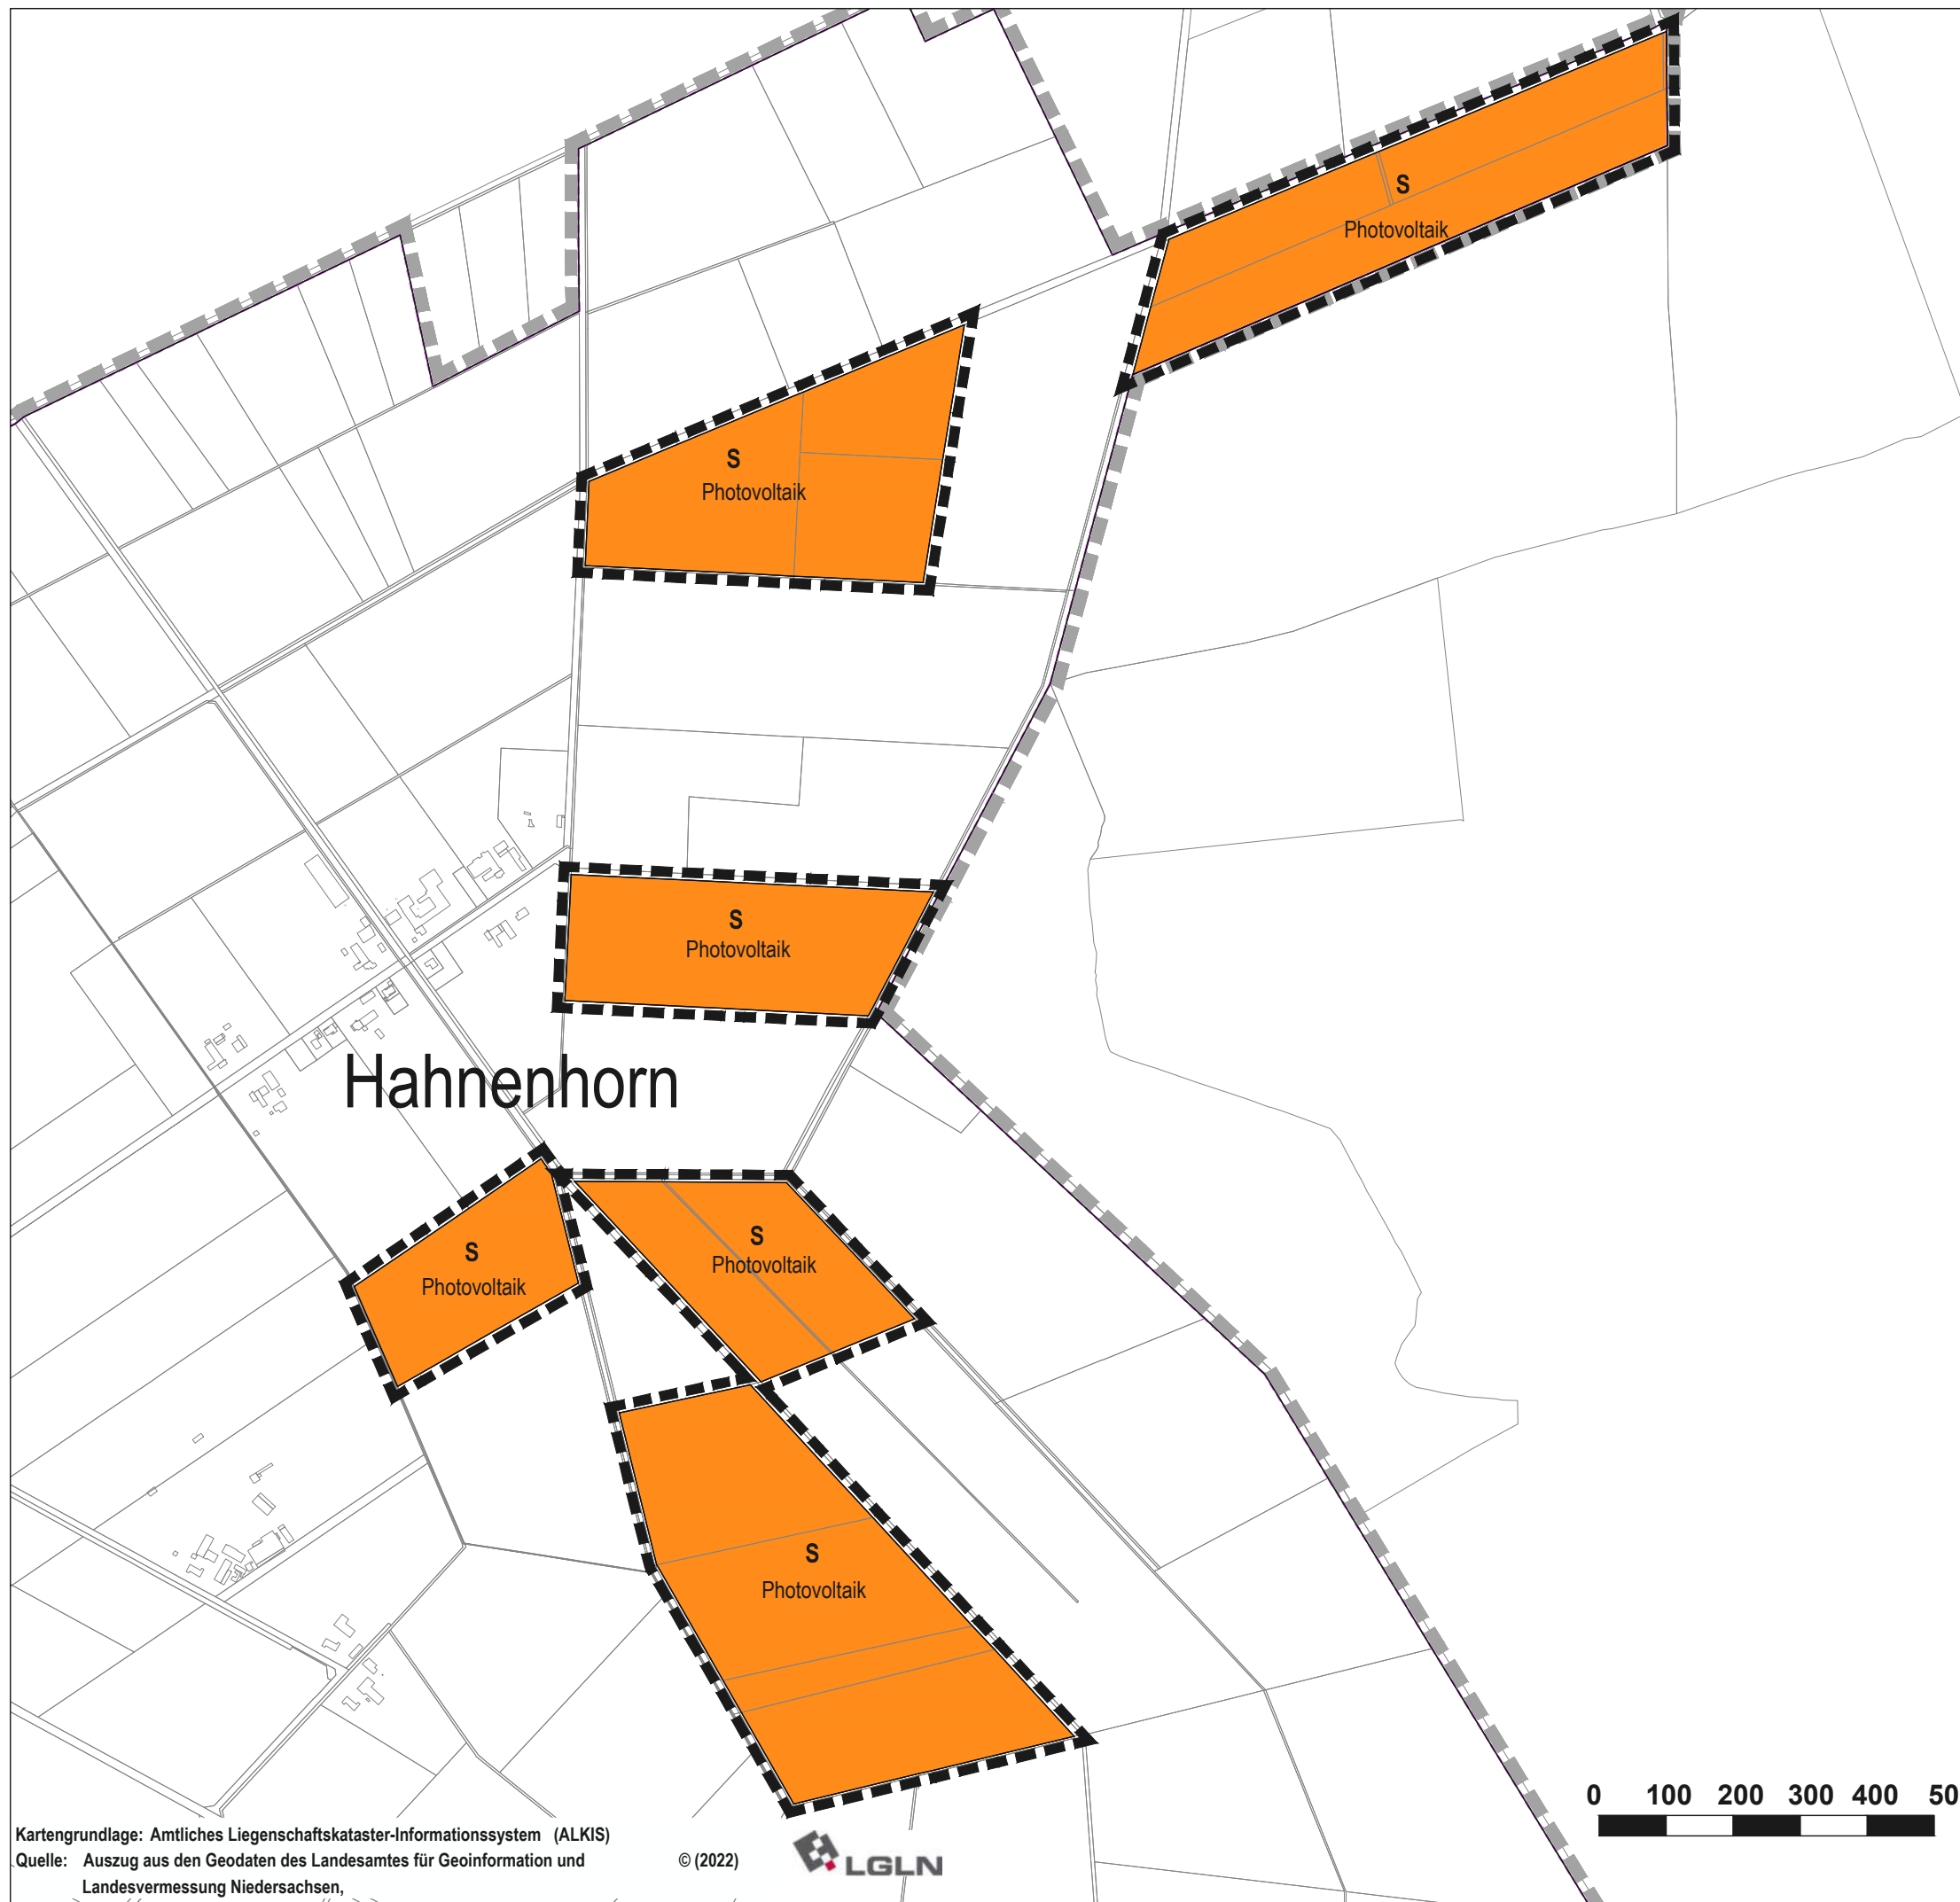 S
Photovoltaik
S
Photovoltaik
S
Photovoltaik
Hahnenhorn
S
Photovoltaik
S
Photovoltaik
S
Photovoltaik
0 100 200 300 400 50
Kartengrundlage: Amtliches Liegenschaftskataster-Informationssystem (ALKIS)
Quelle: Auszug aus den Geodaten des Landesamtes für Geoinformation und © (2022)
Landesvermessung Niedersachsen,
LGLN